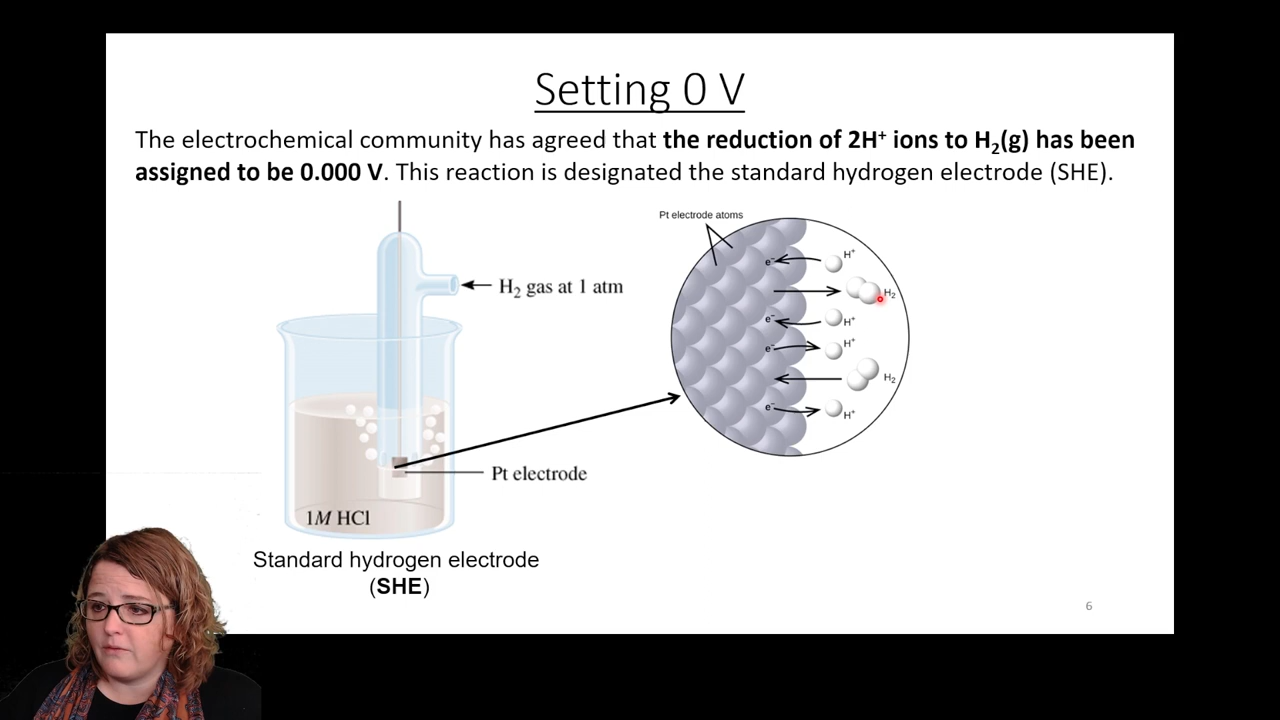 Setting 0 V
The electrochemical community has agreed that the reduction of 2H⁺ ions to H₂(g) has been
assigned to be 0.000 V. This reaction is designated the standard hydrogen electrode (SHE).
Pt electrode atoms
H⁺
e⁻
H₂ gas at 1 atm
H₂
e⁻
H⁺
e⁻
H⁺
H₂
e⁻
H⁺
Pt electrode
1M HCl
Standard hydrogen electrode
(SHE)
6